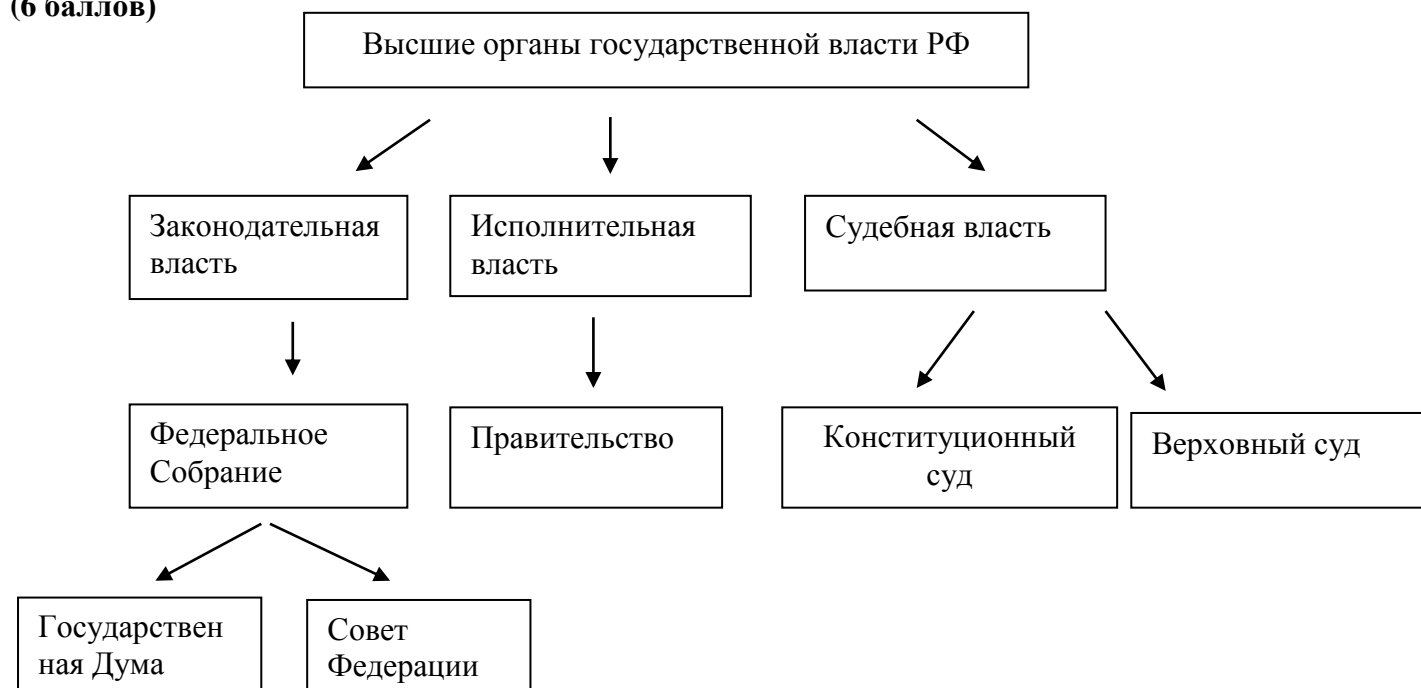 (6 баллов)
Высшие органы государственной власти РФ
Законодательная
власть
Исполнительная
власть
Судебная власть
Федеральное
Собрание
Правительство
Конституционный
суд
Верховный суд
Государствен
ная Дума
Совет
Федерации